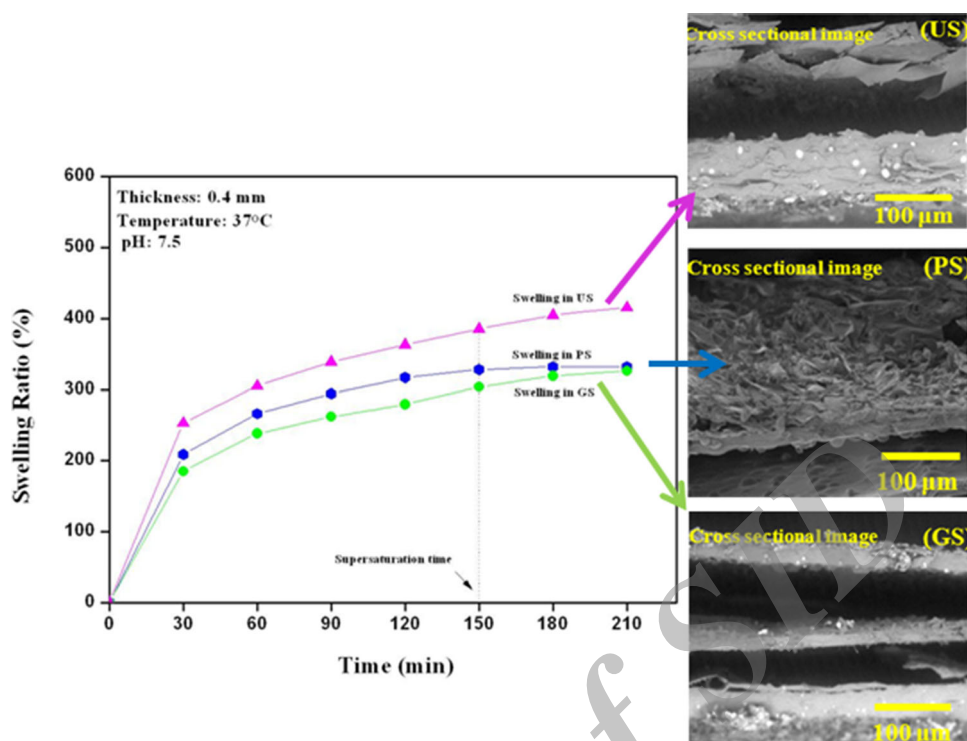 Cross sectional image (US)
100 µm
600
500
400
300
200
100
0
Swelling Ratio (%)
Thickness: 0.4 mm
Temperature: 37°C
pH: 7.5
Swelling in US
Swelling in PS
Swelling in GS
Supersaturation time
0 30 60 90 120 150 180 210
Time (min)
Cross sectional image (PS)
100 µm
Cross sectional image (GS)
100 µm
f SID